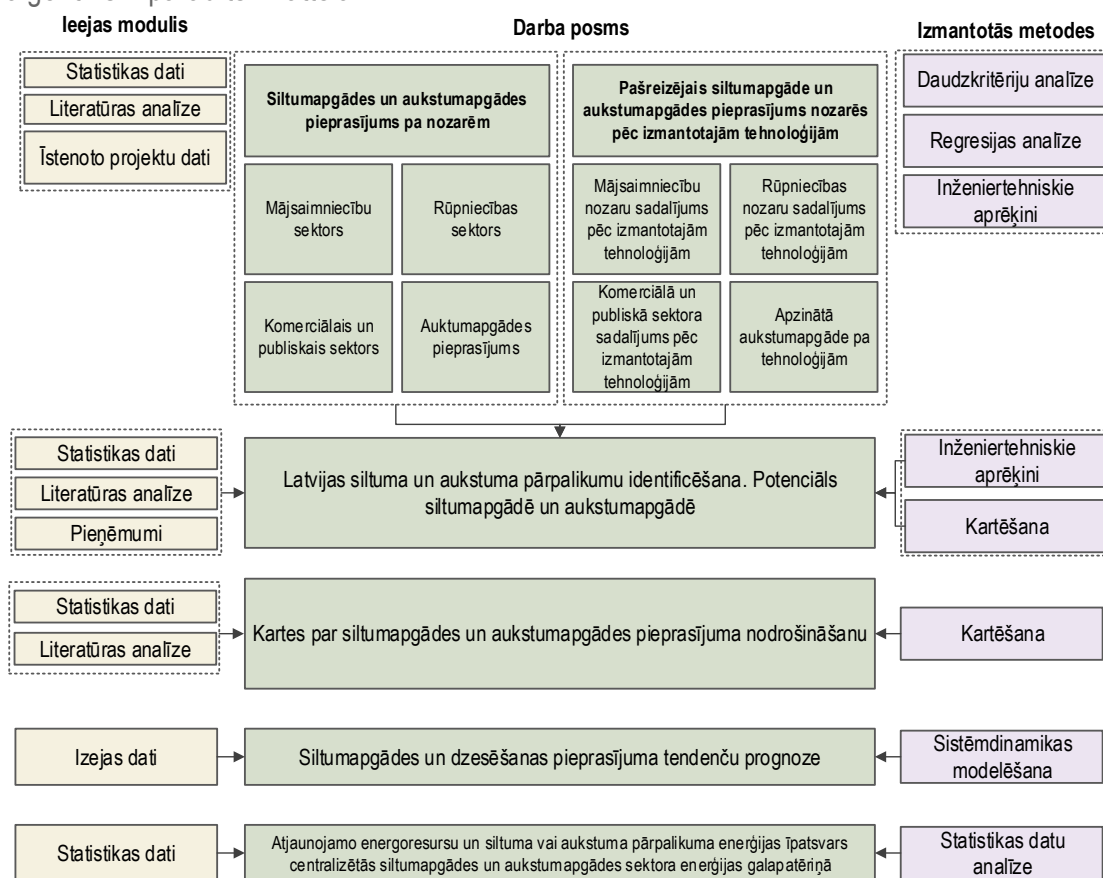 Ieejas modulis
Darba posms
Izmantotās metodes
Statistikas dati
Literatūras analīze
Īstenoto projektu dati
Siltumapgādes un aukstumapgādes
pieprasījums pa nozarēm
Mājsaimniecību
sektors
Rūpniecības
sektors
Komerciālais un
publiskais sektors
Auktumapgādes
pieprasījums
Pašreizējais siltumapgāde un
aukstumapgādes pieprasījums nozarēs
pēc izmantotajām tehnoloģijām
Mājsaimniecību
nozaru sadalījums
pēc izmantotajām
tehnoloģijām
Rūpniecības
nozaru sadalījums
pēc izmantotajām
tehnoloģijām
Komerciālā un
publiskā sektora
sadalījums pēc
izmantotajām
tehnoloģijām
Apzinātā
aukstumapgāde pa
tehnoloģijām
Daudzkritēriju analīze
Regresijas analīze
Inženiertehniskie
aprēķini
Statistikas dati
Literatūras analīze
Pieņēmumi
Latvijas siltuma un aukstuma pārpalikumu identificēšana. Potenciāls
siltumapgādē un aukstumapgādē
Inženiertehniskie
aprēķini
Kartēšana
Statistikas dati
Literatūras analīze
Kartes par siltumapgādes un aukstumapgādes pieprasījuma nodrošināšanu
Kartēšana
Izejas dati
Siltumapgādes un dzesēšanas pieprasījuma tendenču prognoze
Sistēmdinamikas
modelēšana
Statistikas dati
Atjaunojamo energoresursu un siltuma vai aukstuma pārpalikuma enerģijas īpatsvars
centralizētās siltumapgādes un aukstumapgādes sektora enerģijas galapatēriņā
Statistikas datu
analīze